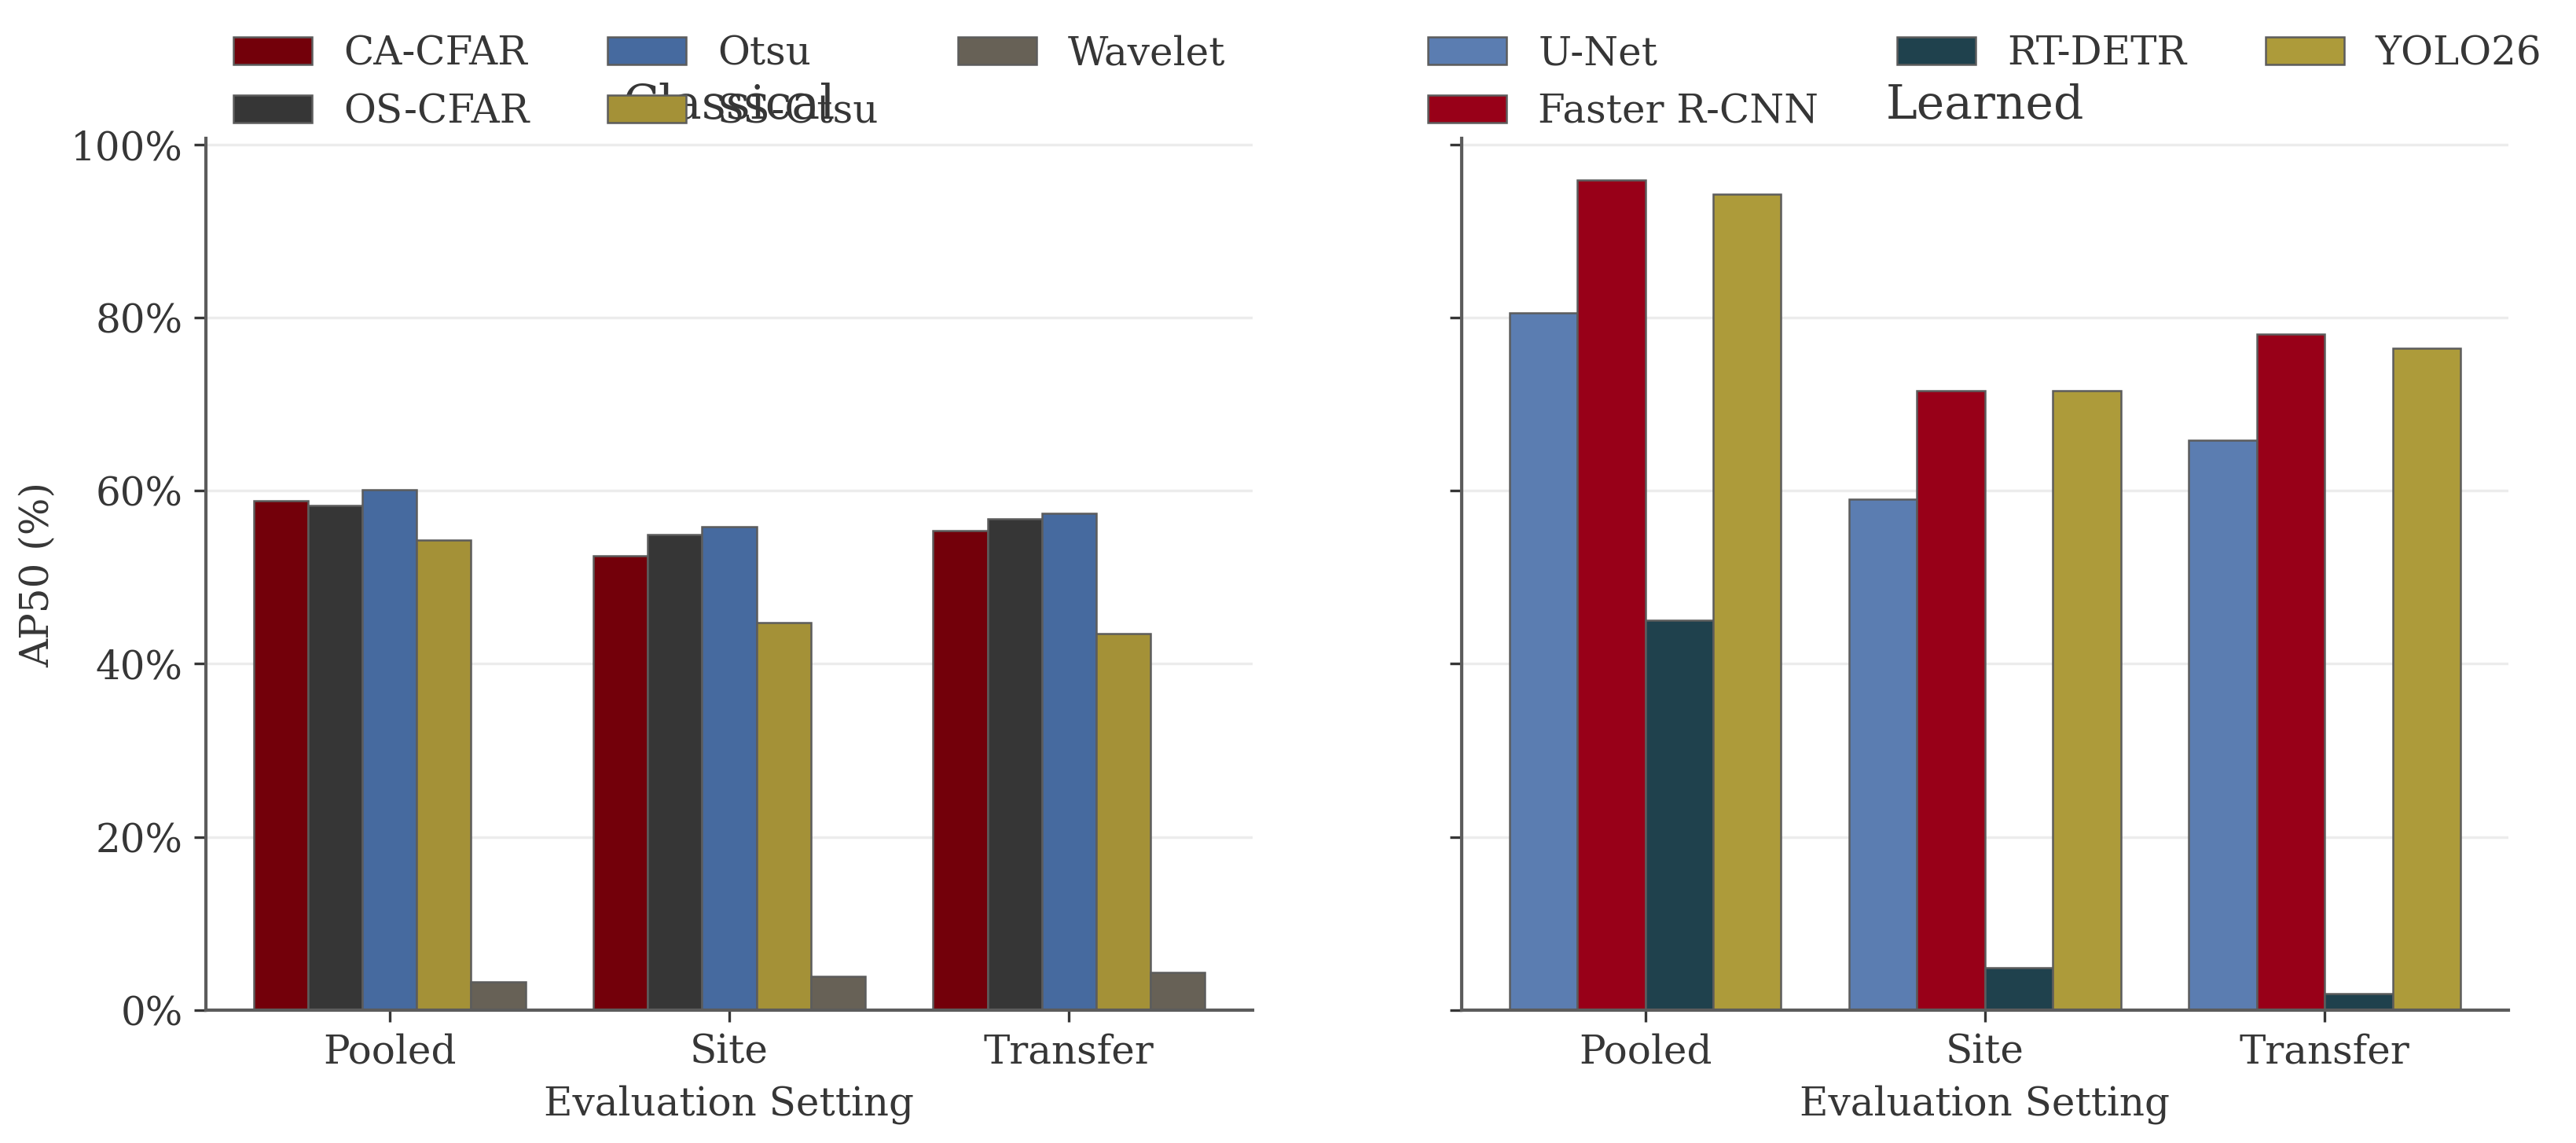 CA-CFAR Otsu Wavelet
OS-CFAR SS-Otsu
Classical
U-Net RT-DETR YOLO26
Faster R-CNN
Learned
AP50 (%)
100%
80%
60%
40%
20%
0%
Pooled Site Transfer
Evaluation Setting
Pooled Site Transfer
Evaluation Setting